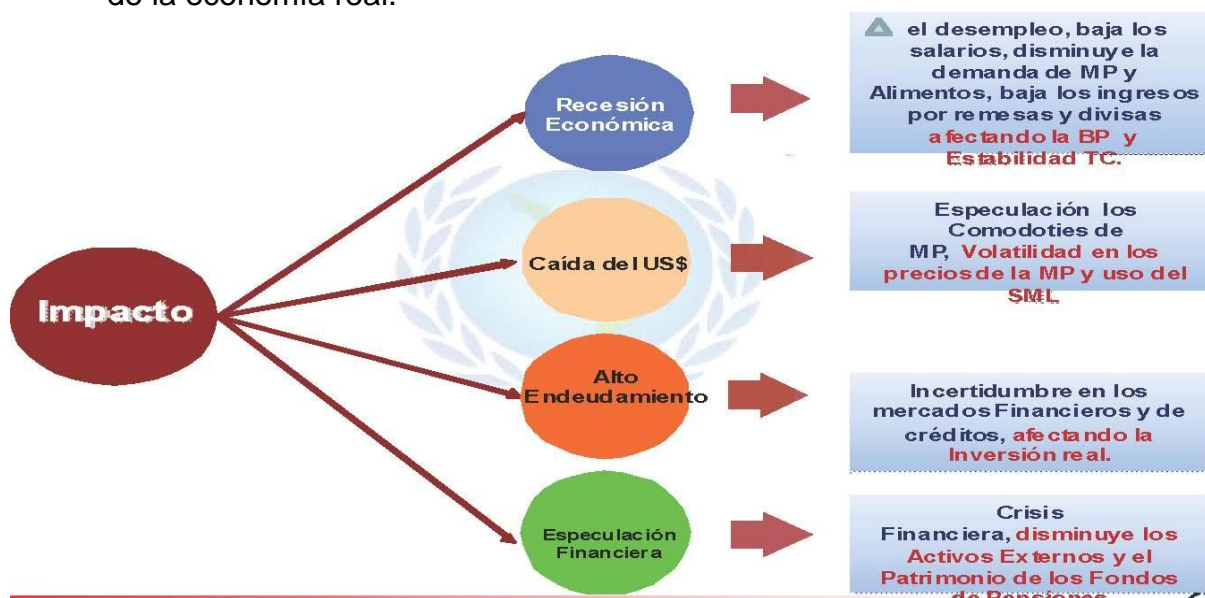 de la economía real.
el desempleo, baja los
salarios, disminuye la
demanda de MP y
Alimentos, baja los ingresos
por remesas y divisas
afectando la BP y
Estabilidad TC.
Recesión
Económica
Especulación los
Comodoties de
MP, Volatilidad en los
precios de la MP y uso del
SML
Caída del US$
Impacto
Alto
Endeudamiento
Incertidumbre en los
mercados Financieros y de
créditos, afectando la
Inversión real.
Especulación
Financiera
Crisis
Financiera, disminuye los
Activos Externos y el
Patrimonio de los Fondos
de Pensiones